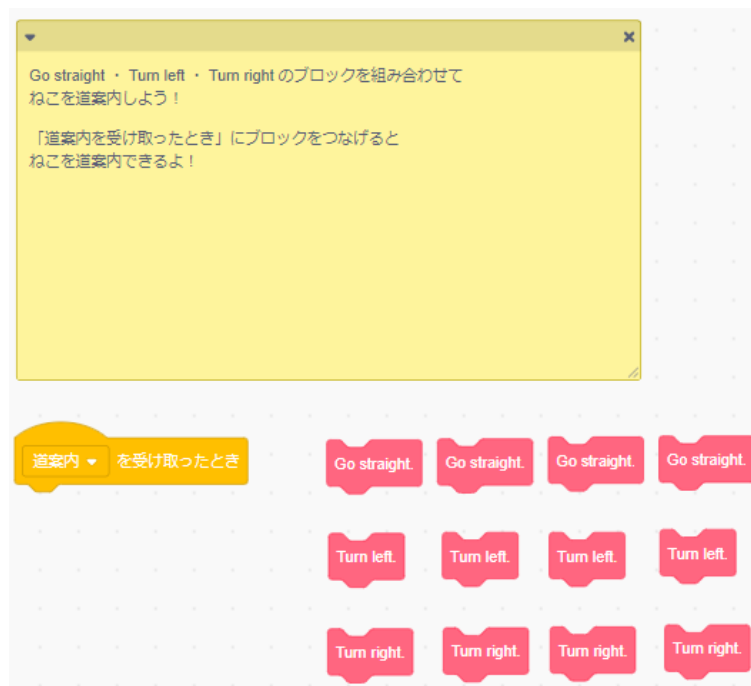 Go straight ・ Turn left ・ Turn right のブロックを組み合わせて
ねこを道案内しよう！
「道案内を受け取ったとき」にブロックをつなげると
ねこを道案内できるよ！
道案内 を受け取ったとき
Go straight. Go straight. Go straight. Go straight.
Turn left. Turn left. Turn left. Turn left.
Turn right. Turn right. Turn right. Turn right.